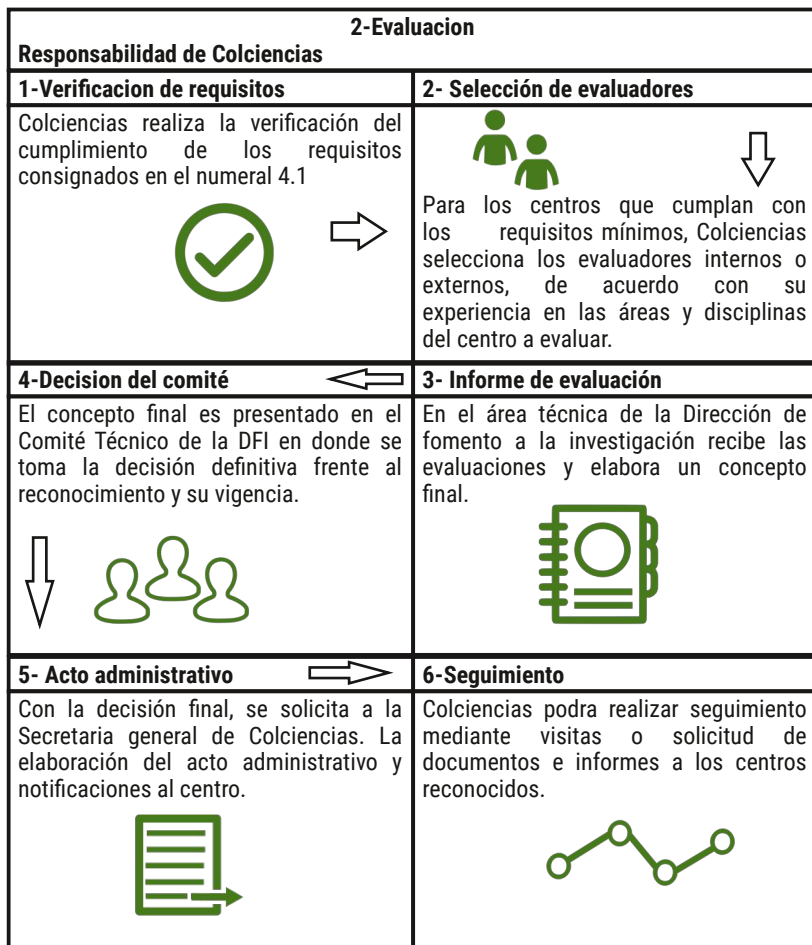 2-Evaluacion
Responsabilidad de Colciencias
1-Verificacion de requisitos
Colciencias realiza la verificación del
cumplimiento de los requisitos
consignados en el numeral 4.1
2- Selección de evaluadores
Para los centros que cumplan con
los requisitos mínimos, Colciencias
selecciona los evaluadores internos o
externos, de acuerdo con su
experiencia en las áreas y disciplinas
del centro a evaluar.
4-Decision del comité
El concepto final es presentado en el
Comité Técnico de la DFI en donde se
toma la decisión definitiva frente al
reconocimiento y su vigencia.
3- Informe de evaluación
En el área técnica de la Dirección de
fomento a la investigación recibe las
evaluaciones y elabora un concepto
final.
5- Acto administrativo
Con la decisión final, se solicita a la
Secretaria general de Colciencias. La
elaboración del acto administrativo y
notificaciones al centro.
6-Seguimiento
Colciencias podra realizar seguimiento
mediante visitas o solicitud de
documentos e informes a los centros
reconocidos.